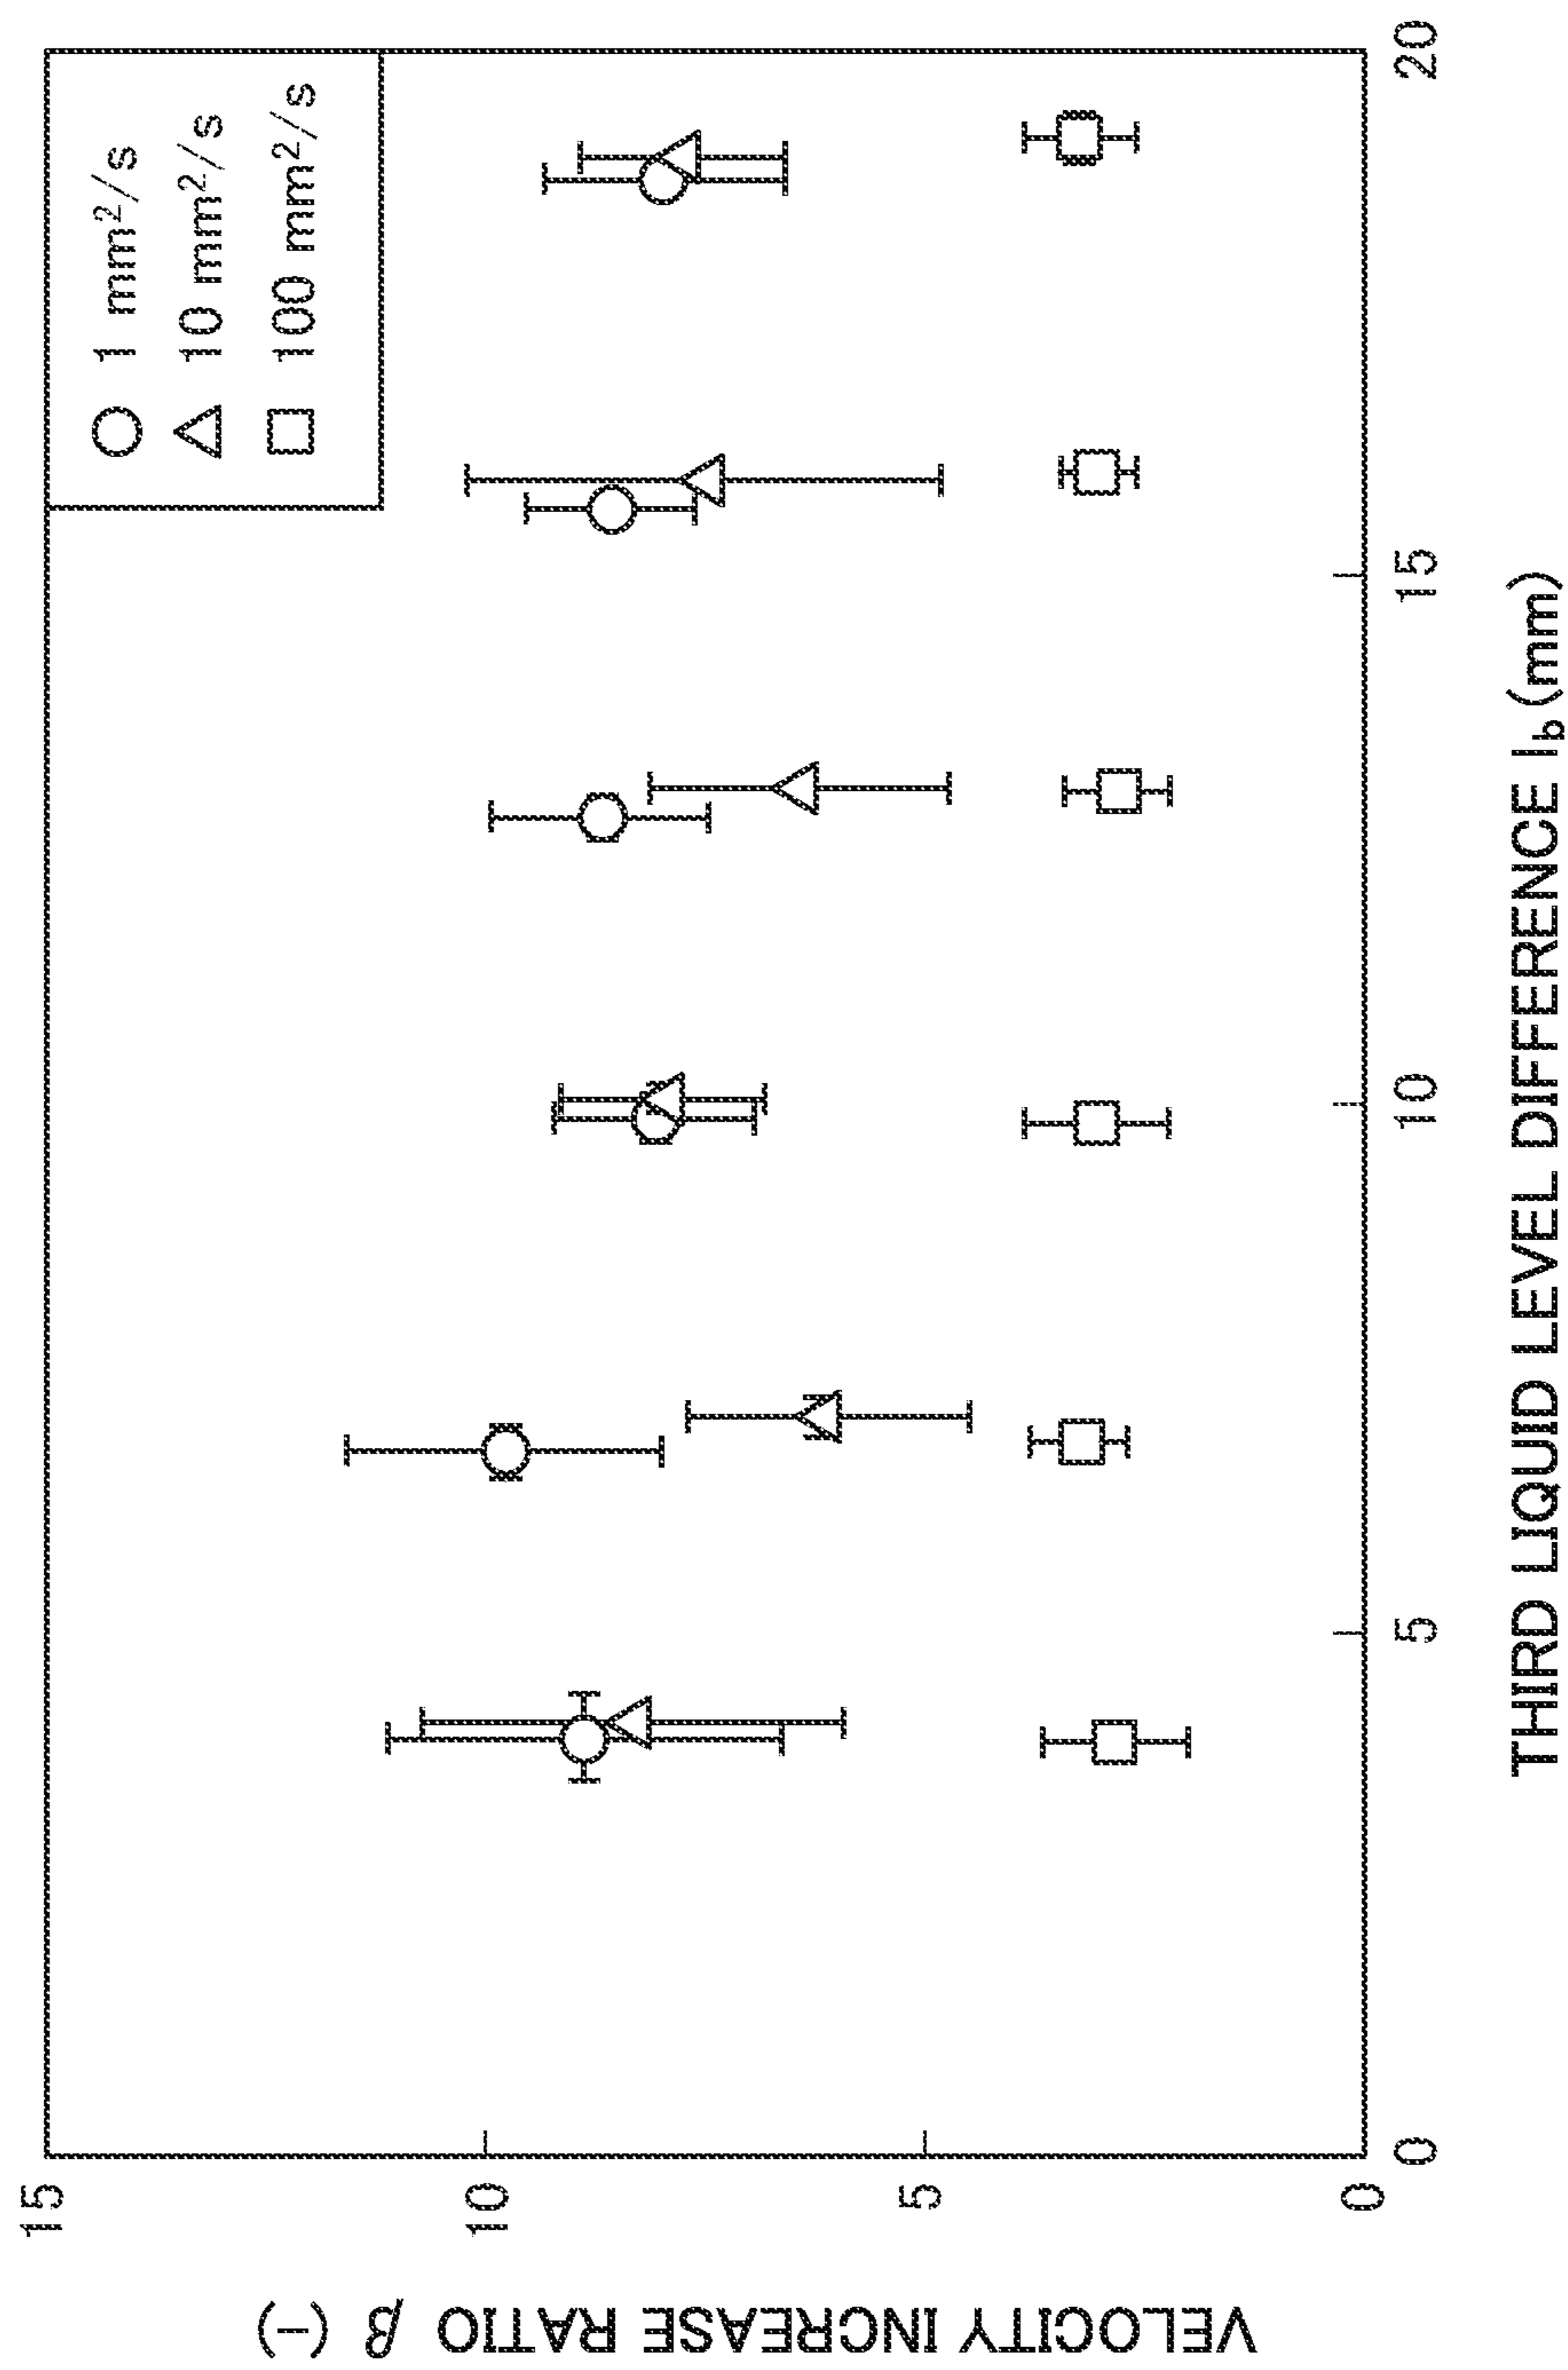 VELOCITY INCREASE RATIO β (-)
15
10
5
0
1 mm²/s
10 mm²/s
100 mm²/s
0
5
10
15
20
THIRD LIQUID LEVEL DIFFERENCE lb (mm)